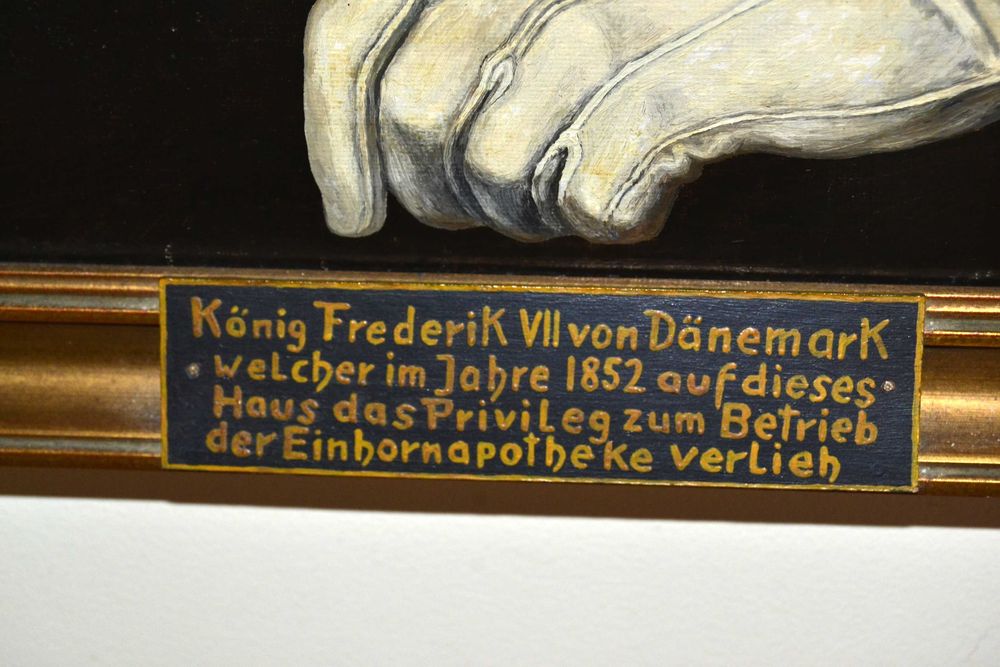 König Frederik VII von Dänemark
welcher im Jahre 1852 auf dieses
Haus das Privileg zum Betrieb
der Einhornapotheke verlieh